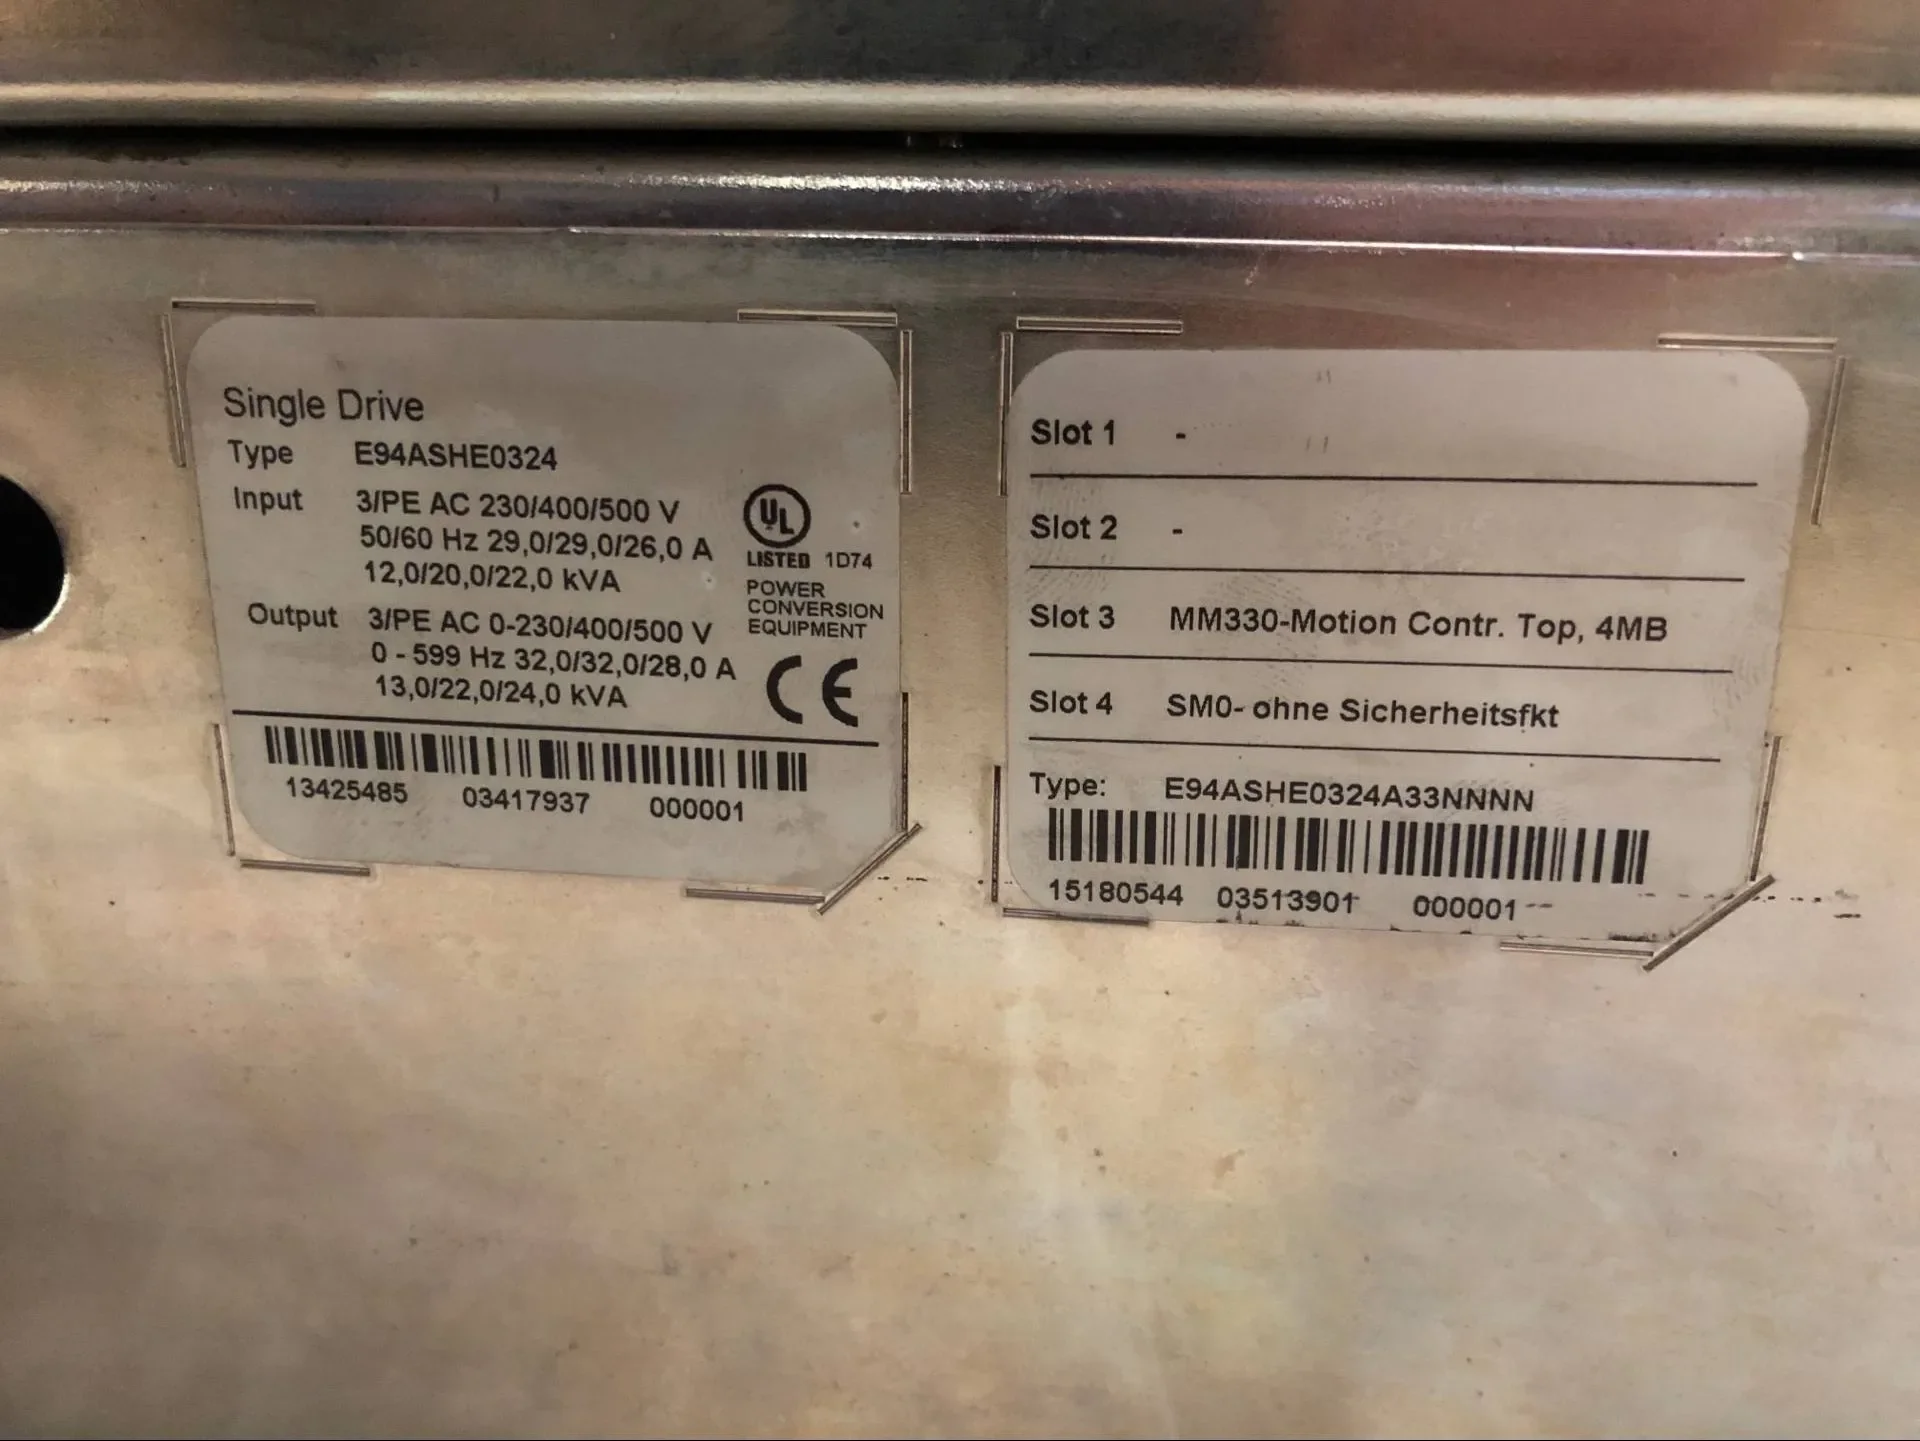 Single Drive
Type E94ASHE0324
Input 3/PE AC 230/400/500 V
50/60 Hz 29,0/29,0/26,0 A
12,0/20,0/22,0 kVA
Output 3/PE AC 0-230/400/500 V
0 - 599 Hz 32,0/32,0/28,0 A
13,0/22,0/24,0 kVA
UL
LISTED 1D74
POWER
CONVERSION
EQUIPMENT
CE
13425485 03417937 000001
Slot 1 -
Slot 2 -
Slot 3 MM330-Motion Contr. Top, 4MB
Slot 4 SM0- ohne Sicherheitsfkt
Type: E94ASHE0324A33NNNN
15180544 03513901 000001